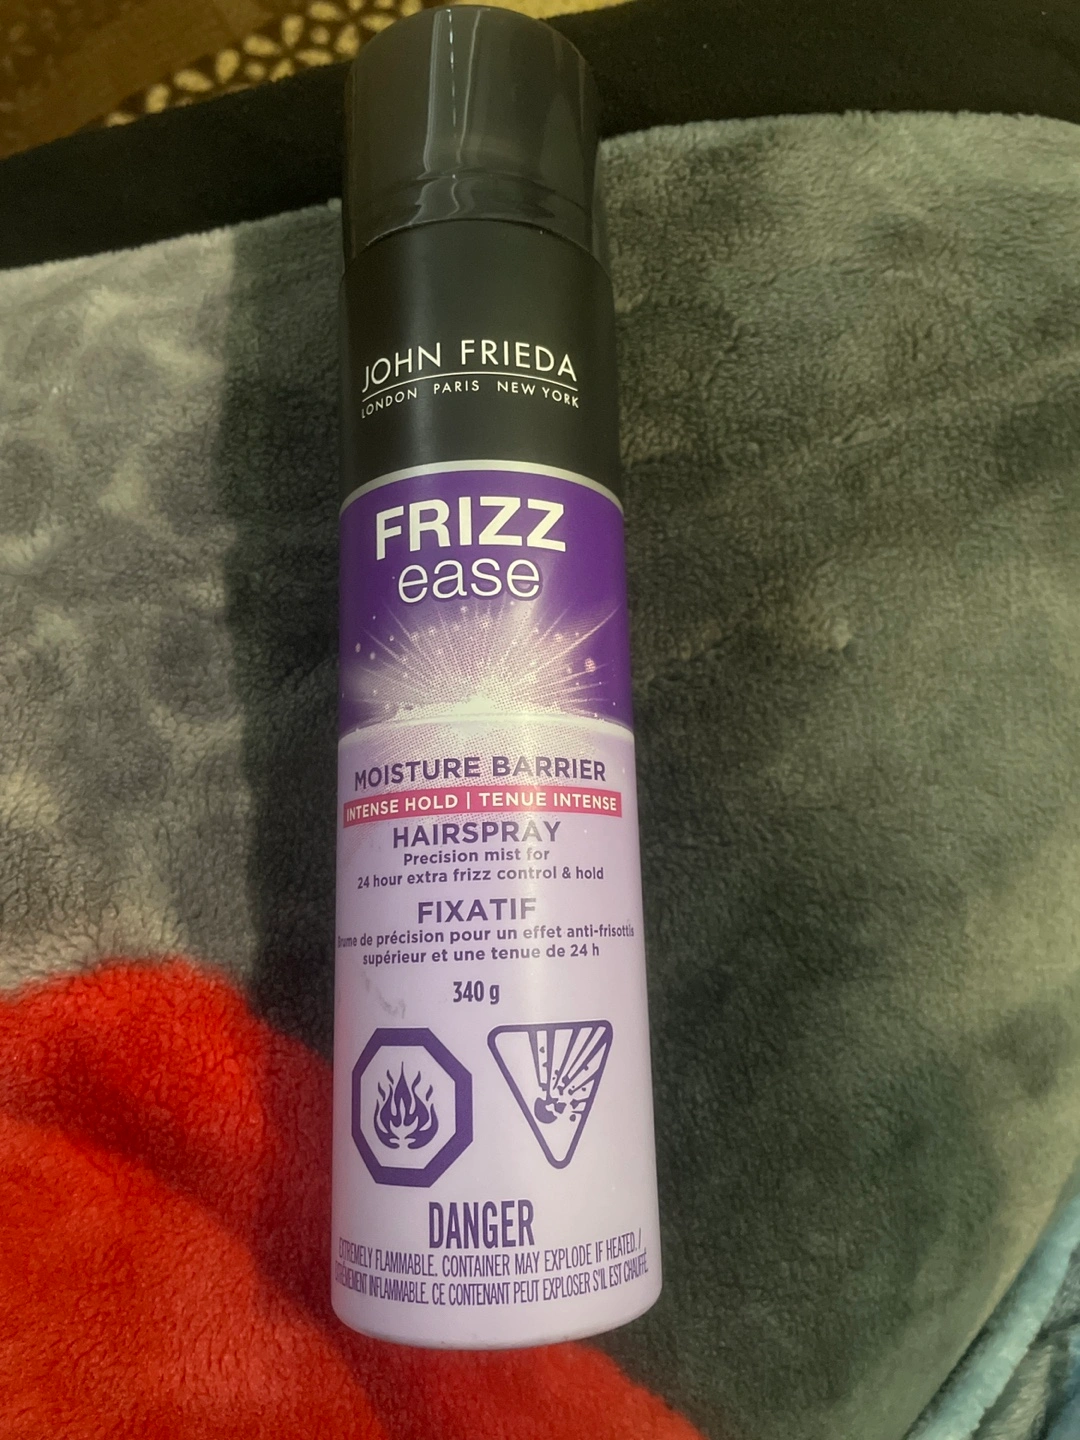 JOHN FRIEDA
LONDON PARIS NEW YORK
FRIZZ
ease
MOISTURE BARRIER
INTENSE HOLD | TENUE INTENSE
HAIRSPRAY
Precision mist for
24 hour extra frizz control & hold
FIXATIF
Brume de précision pour un effet anti-frisottis
supérieur et une tenue de 24 h
340 g
DANGER
EXTREMELY FLAMMABLE. CONTAINER MAY EXPLODE IF HEATED. /
EXTRÊMEMENT INFLAMMABLE. CE CONTENANT PEUT EXPLOSER S'IL EST CHAUFFÉ